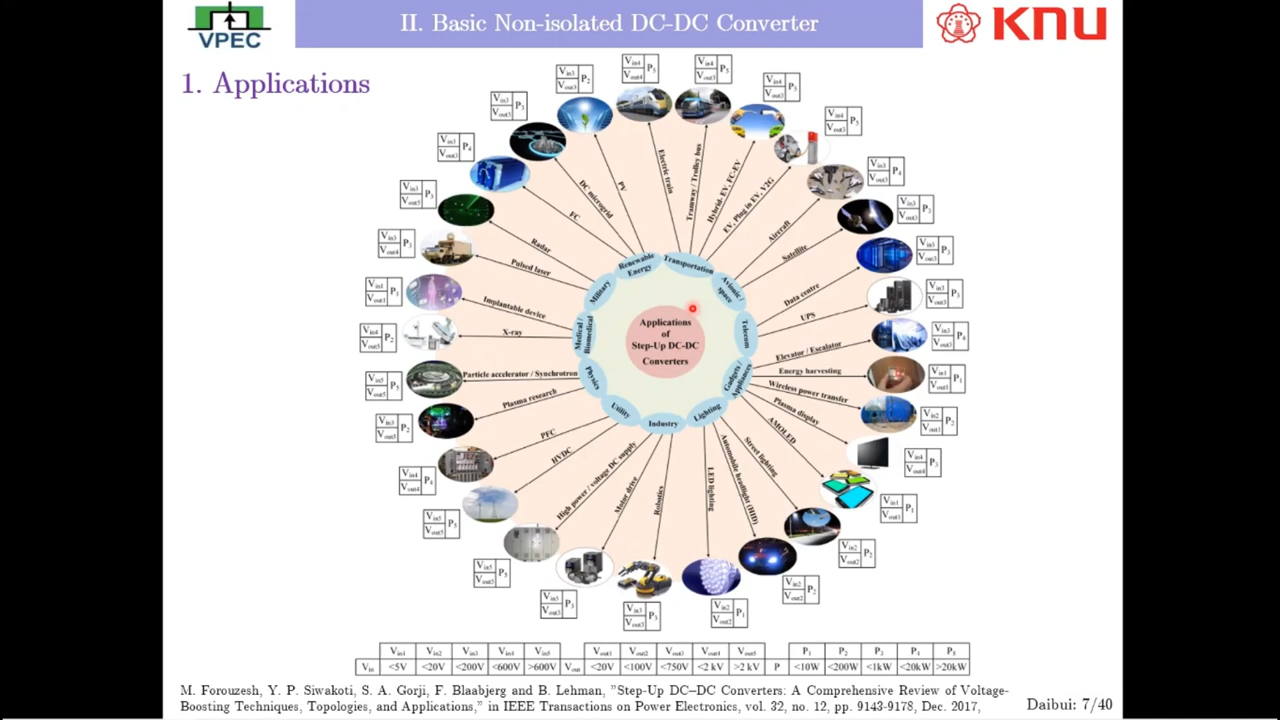 VPEC
II. Basic Non-isolated DC-DC Converter
KNU
1. Applications
Applications
of
Step-Up DC-DC
Converters
Renewable
Energy
Transportation
Avionic /
space
Telecom
Gadgets /
Appliances
Lighting
Industry
Utility
Physics
Medical /
Biomedical
Military
PV
Electric train
Tramway / Trolley bus
Hybrid- EV, FC-EV
EV, Plug in EV, V2G
Aircraft
Satellite
Data centre
UPS
Elevator / Escalator
Energy harvesting
Wireless power transfer
Plasma display
AMOLED
Street lighting
Automobile headlight (HID)
LED lighting
Robotics
Motor drive
High power / voltage DC supply
HVDC
PFC
Plasma research
Particle accelerator / Synchrotron
X-ray
Implantable device
Pulsed laser
Radar
FC
DC microgrid
Vin1 Vin2 Vin3 Vin4 Vin5 Vout1 Vout2 Vout3 Vout4 Vout5 P1 P2 P3 P4 P5
Vin <5V <20V <200V <600V >600V Vout <20V <100V <750V <2 kV >2 kV P <10W <200W <1kW <20kW >20kW
M. Forouzesh, Y. P. Siwakoti, S. A. Gorji, F. Blaabjerg and B. Lehman, "Step-Up DC–DC Converters: A Comprehensive Review of Voltage-
Boosting Techniques, Topologies, and Applications," in IEEE Transactions on Power Electronics, vol. 32, no. 12, pp. 9143-9178, Dec. 2017,
Daibui: 7/40